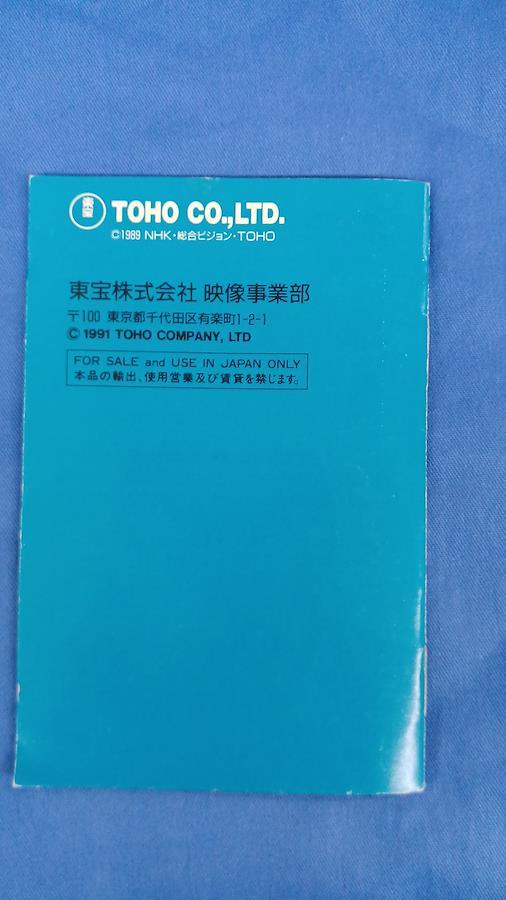 東宝
TOHO CO.,LTD.
©1989 NHK・総合ビジョン・TOHO
東宝株式会社 映像事業部
〒100 東京都千代田区有楽町1-2-1
© 1991 TOHO COMPANY, LTD
FOR SALE and USE IN JAPAN ONLY
本品の輸出、使用営業及び賃貸を禁じます。